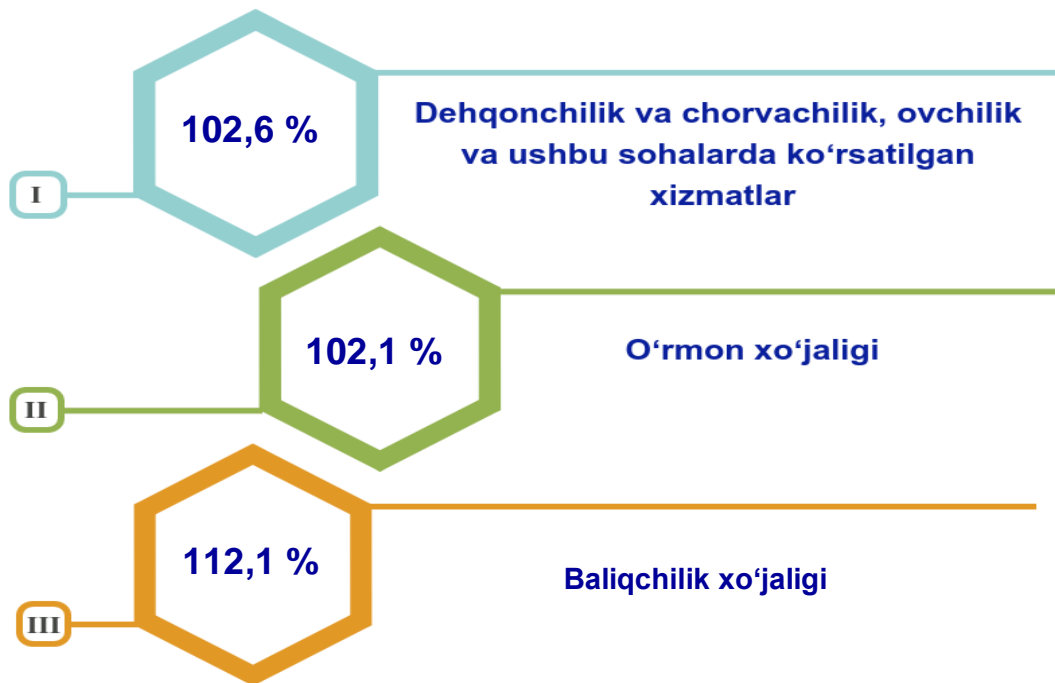 102,6 %
Dehqonchilik va chorvachilik, ovchilik
va ushbu sohalarda ko‘rsatilgan
xizmatlar
I
102,1 %
O‘rmon xo‘jaligi
II
112,1 %
Baliqchilik xo‘jaligi
III